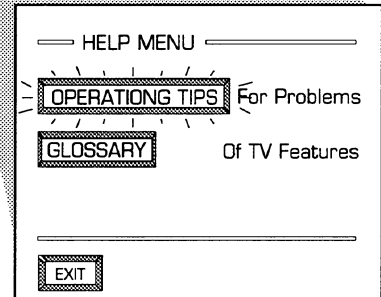 HELP MENU
OPERATIONG TIPS For Problems
GLOSSARY Of TV Features
EXIT